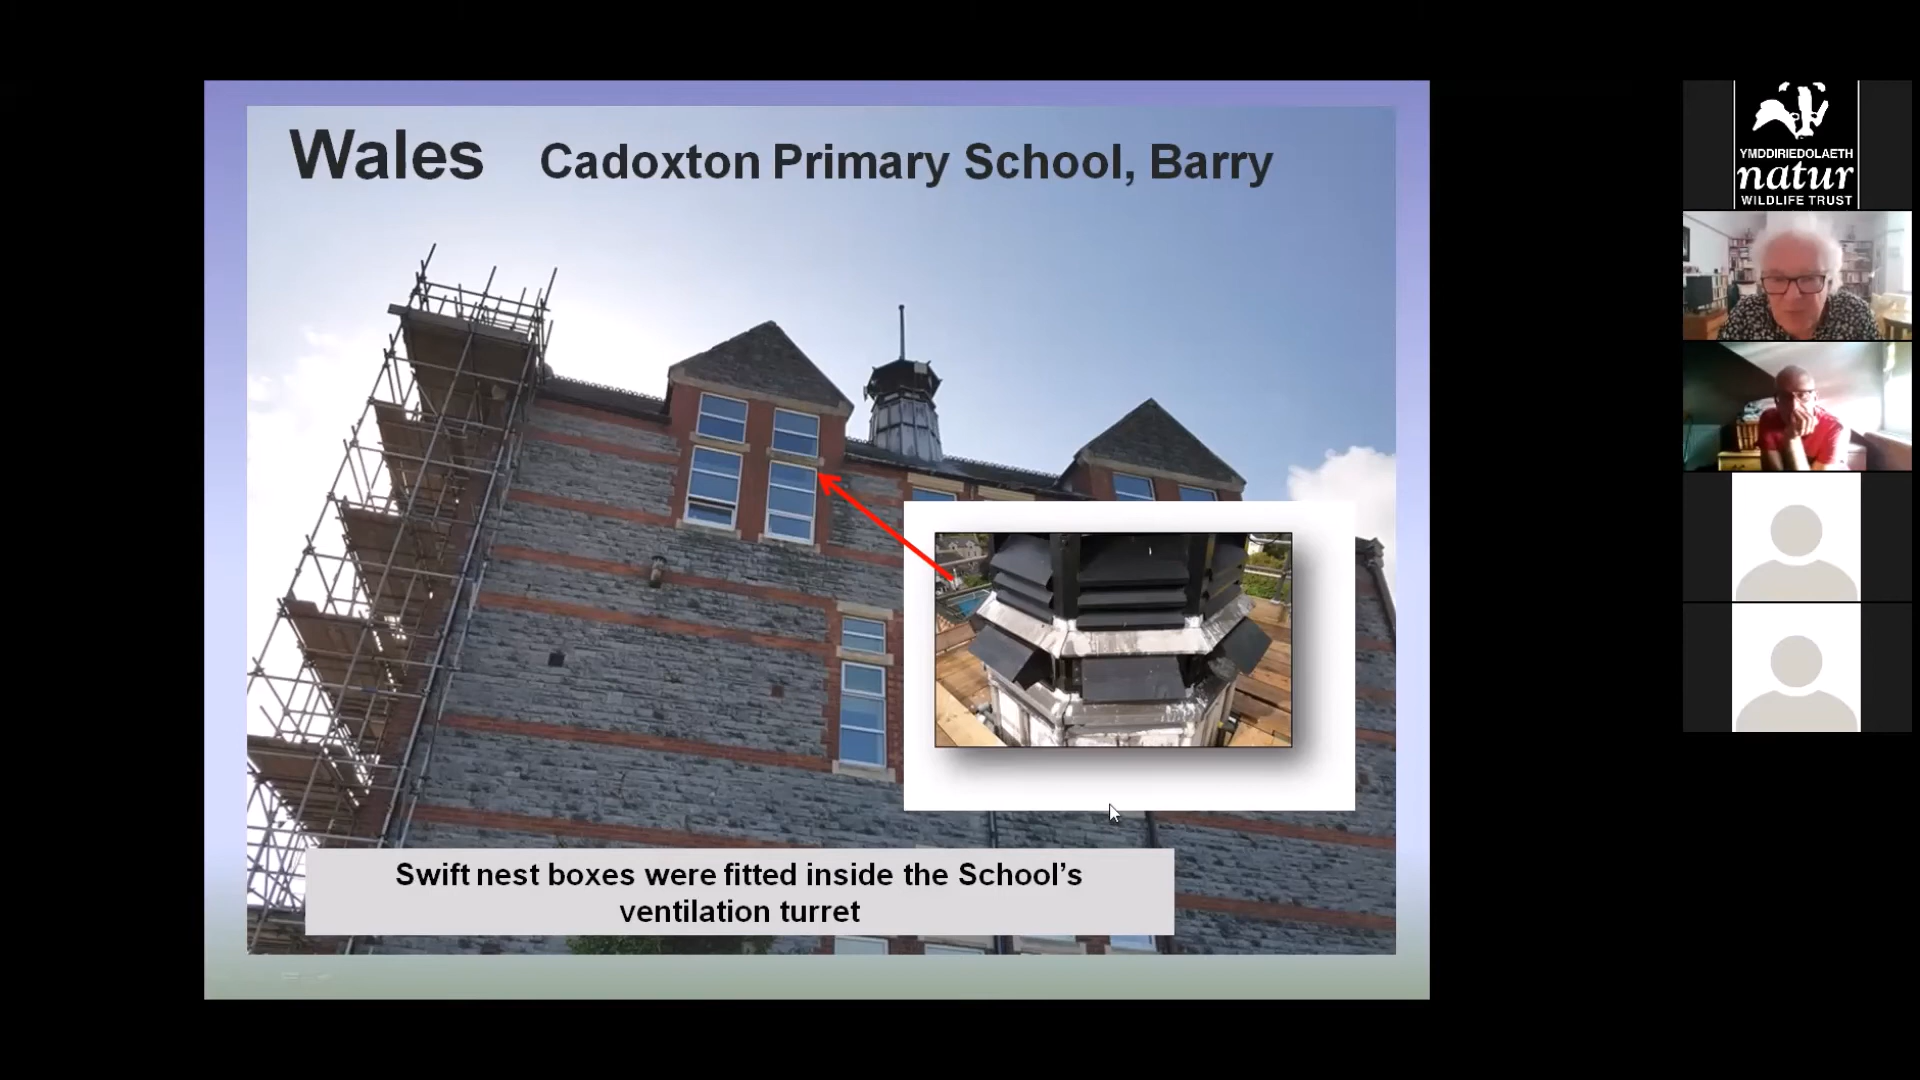 Wales Cadoxton Primary School, Barry
Swift nest boxes were fitted inside the School's
ventilation turret
YMDDIRIEDOLAETH
natur
WILDLIFE TRUST